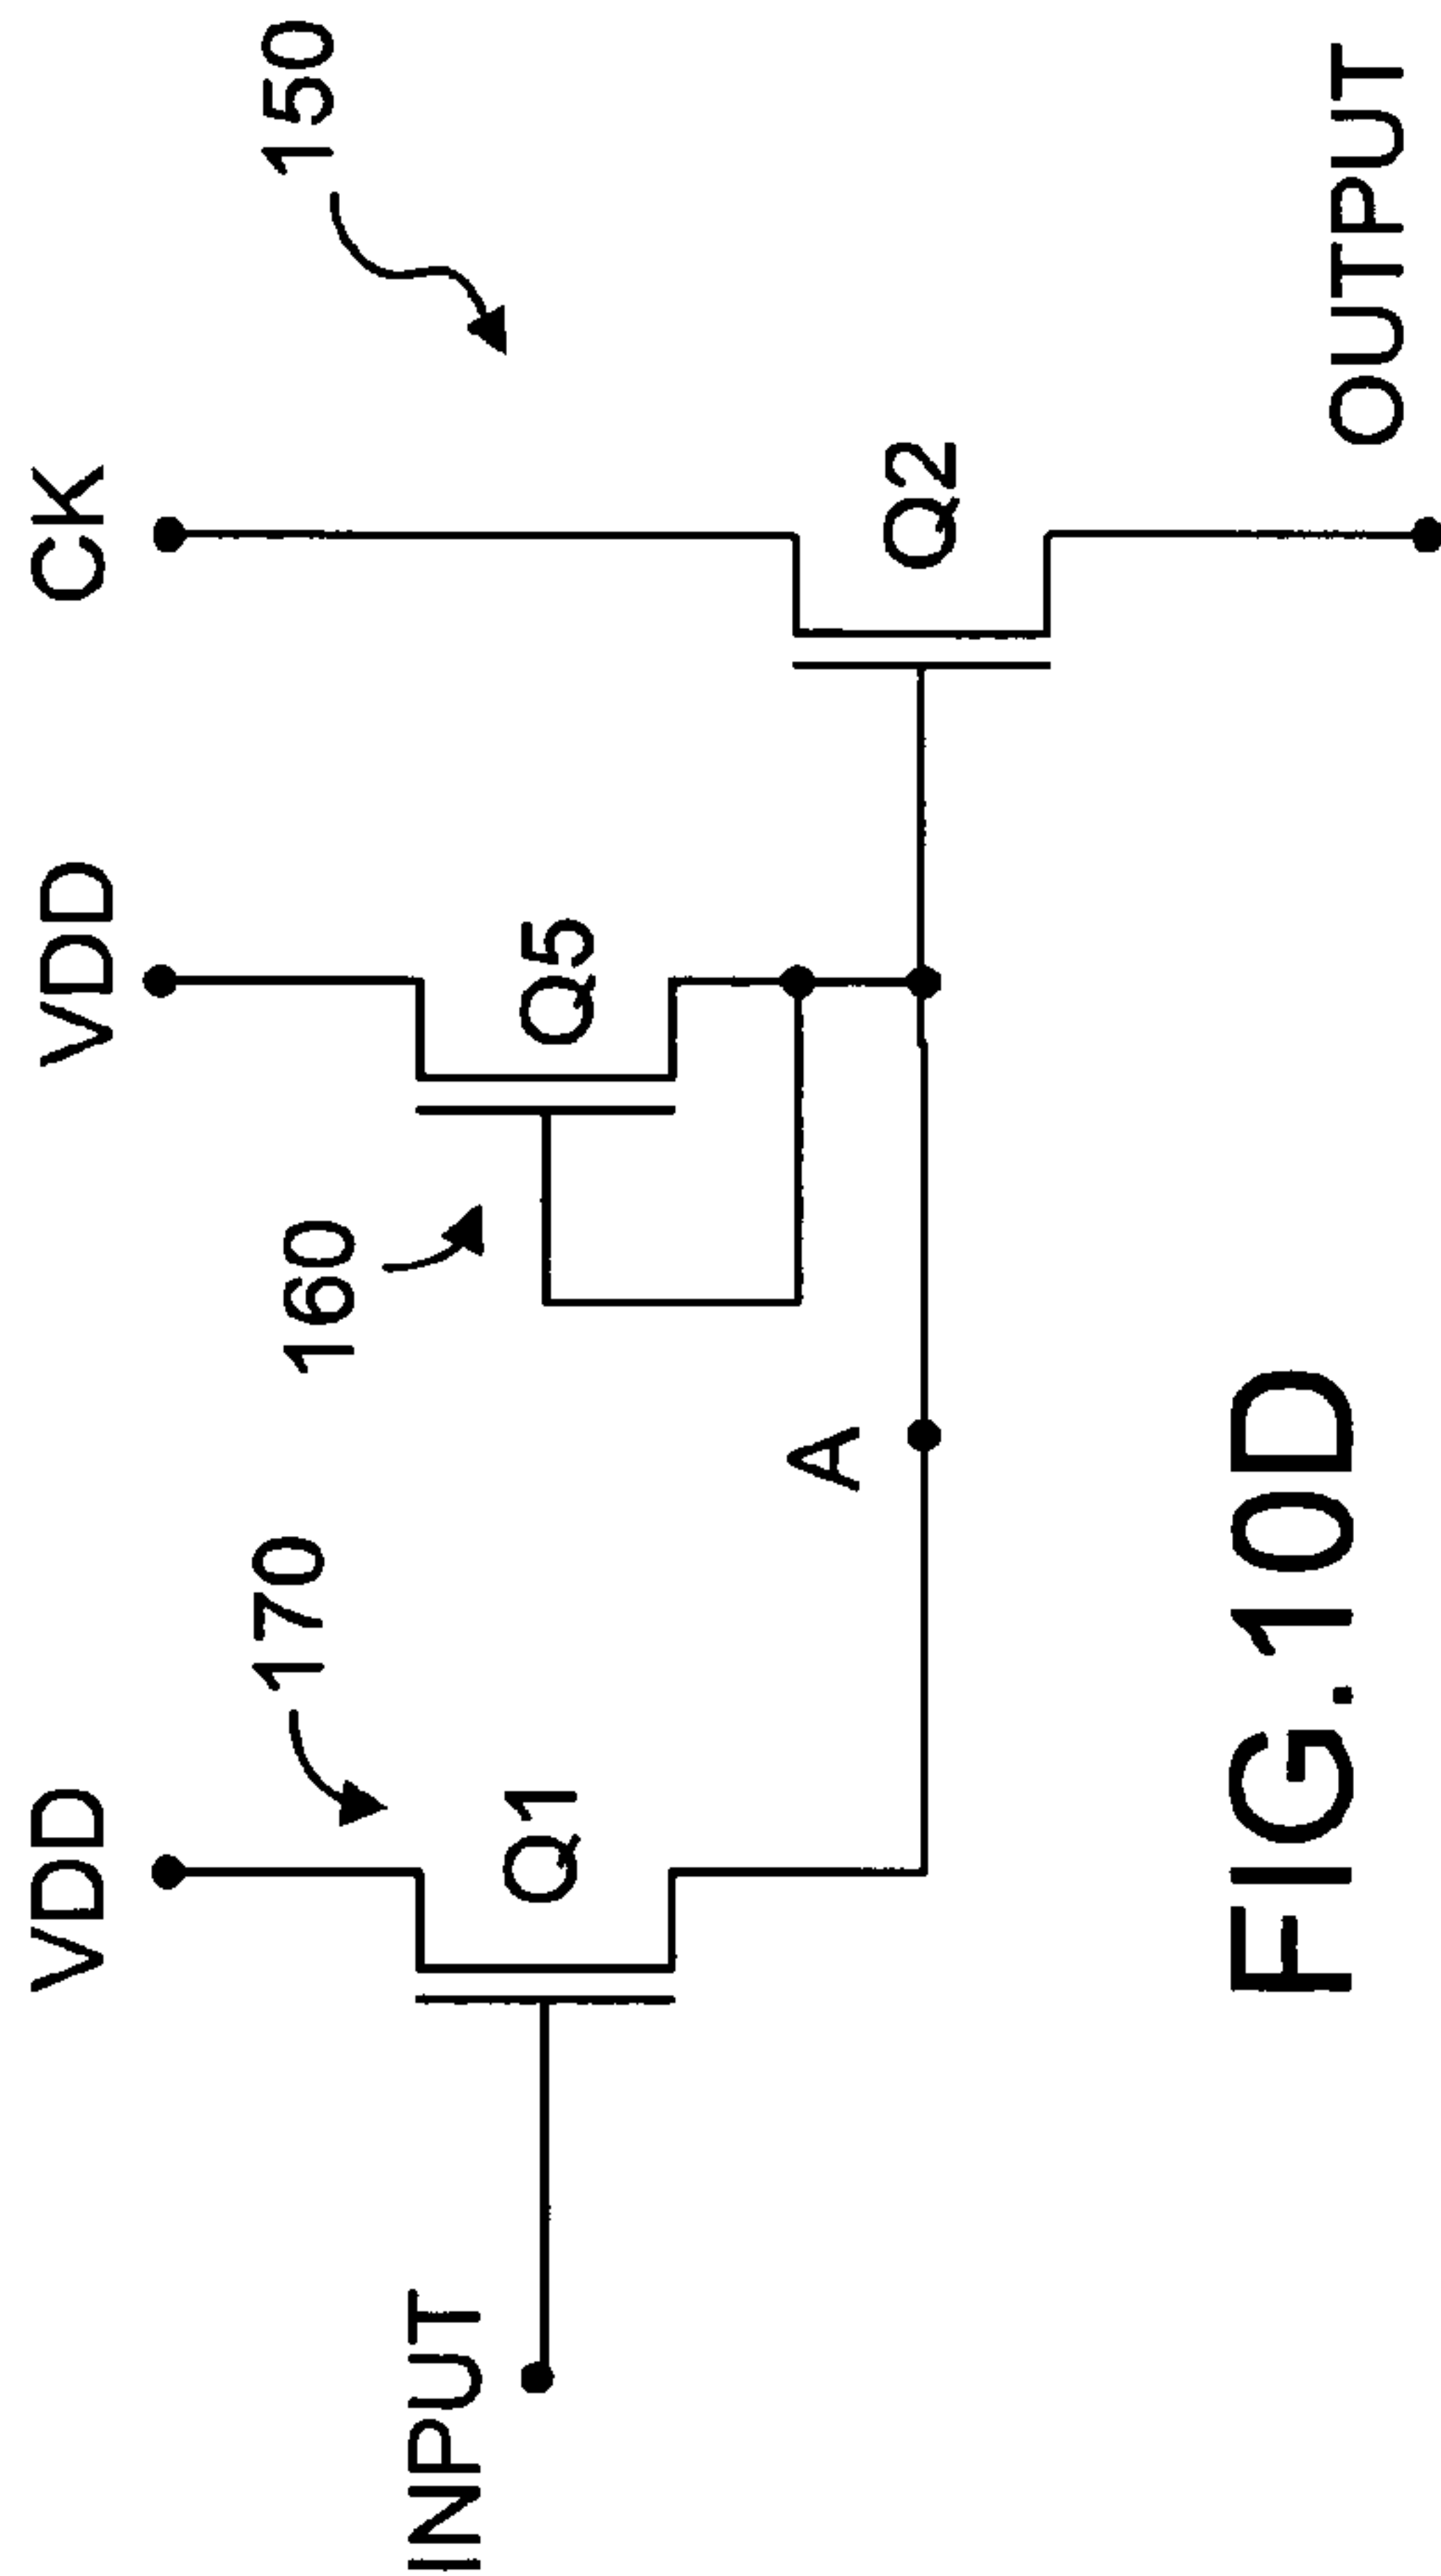 150
CK
VDD
VDD
170
160
Q5
Q1
Q2
A
INPUT
OUTPUT
FIG.10D